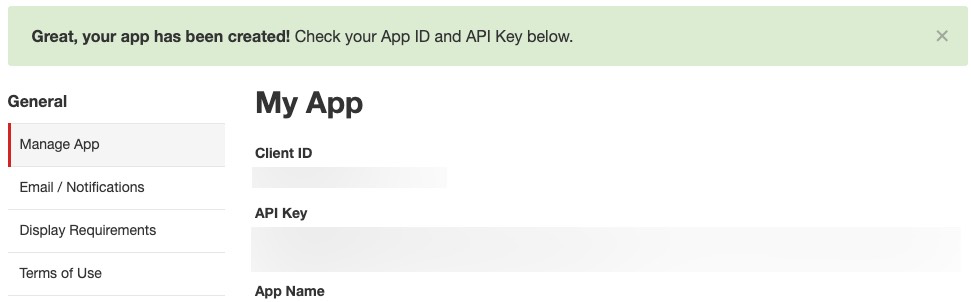 Great, your app has been created! Check your App ID and API Key below.
×
General
My App
Manage App
Client ID
Email / Notifications
API Key
Display Requirements
Terms of Use
App Name